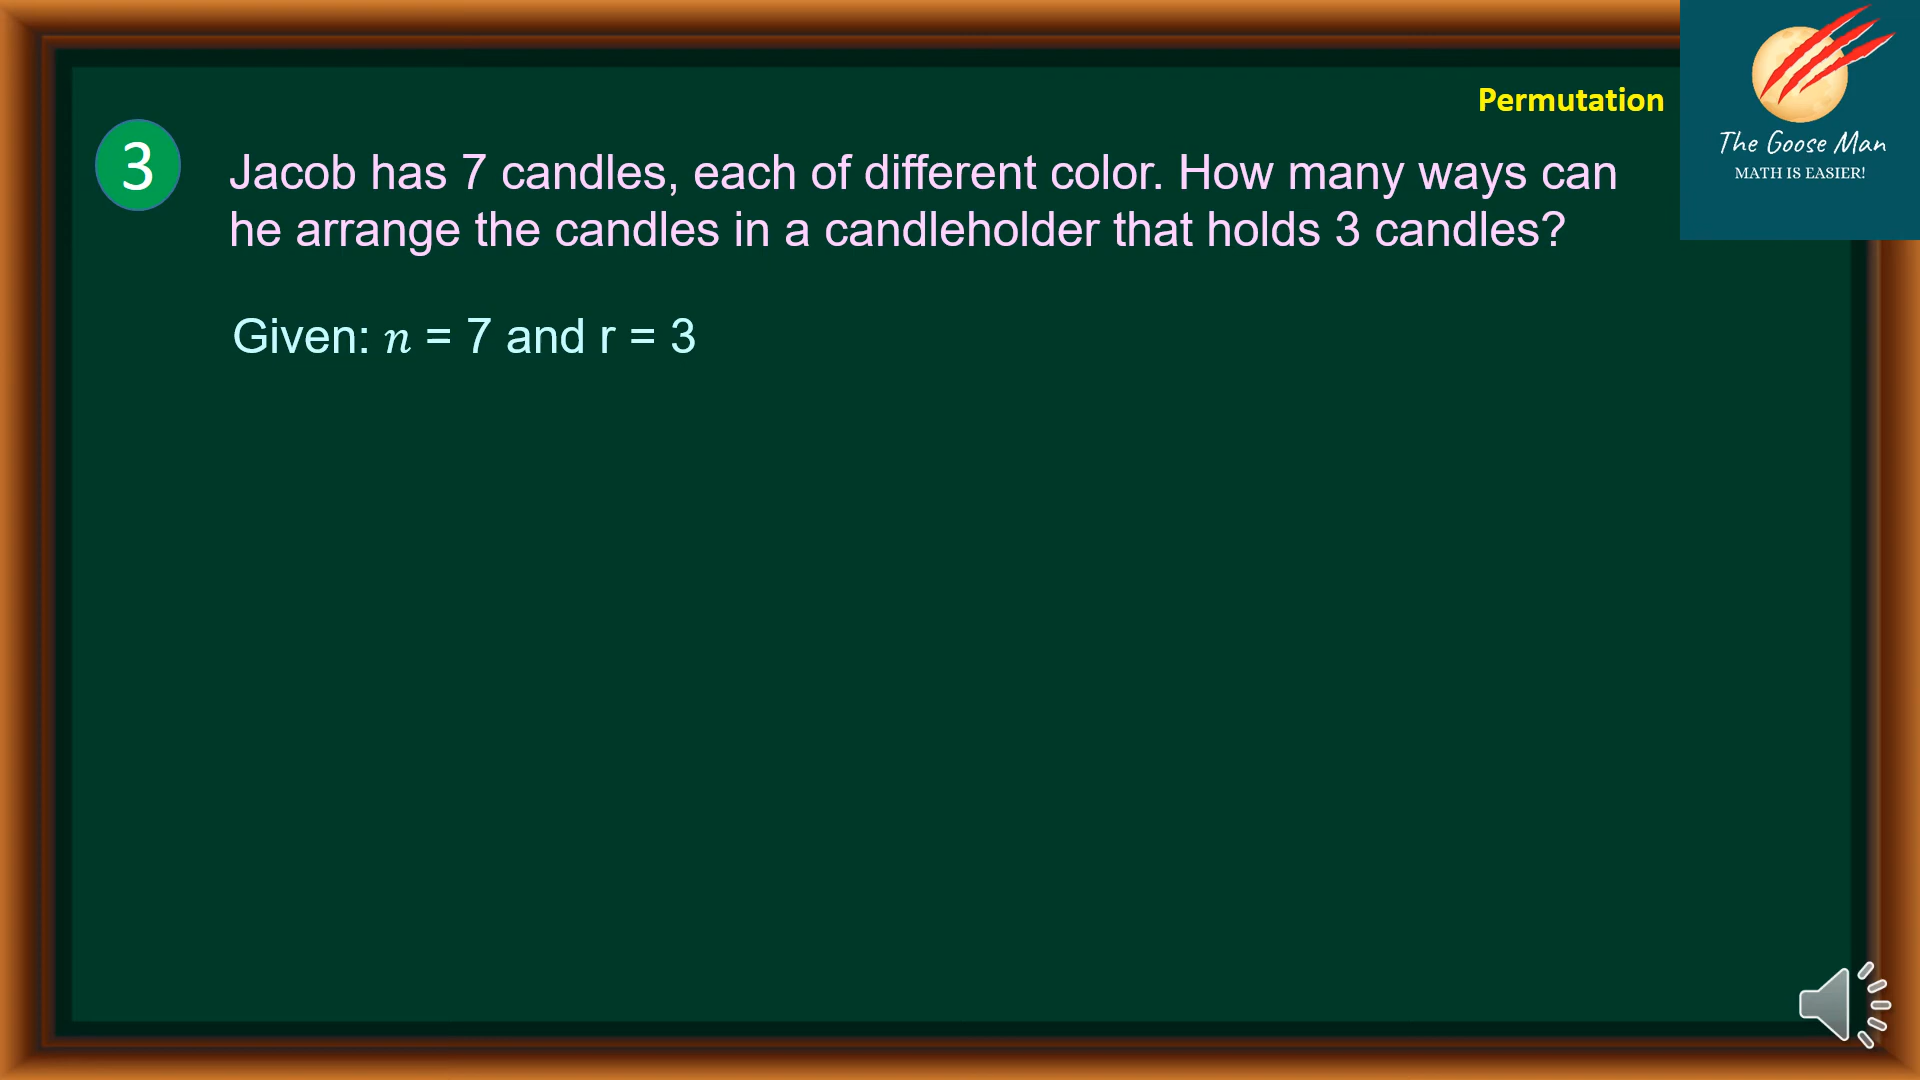 Permutation
The Goose Man
MATH IS EASIER!
3
Jacob has 7 candles, each of different color. How many ways can
he arrange the candles in a candleholder that holds 3 candles?
Given: 𝑛 = 7 and r = 3